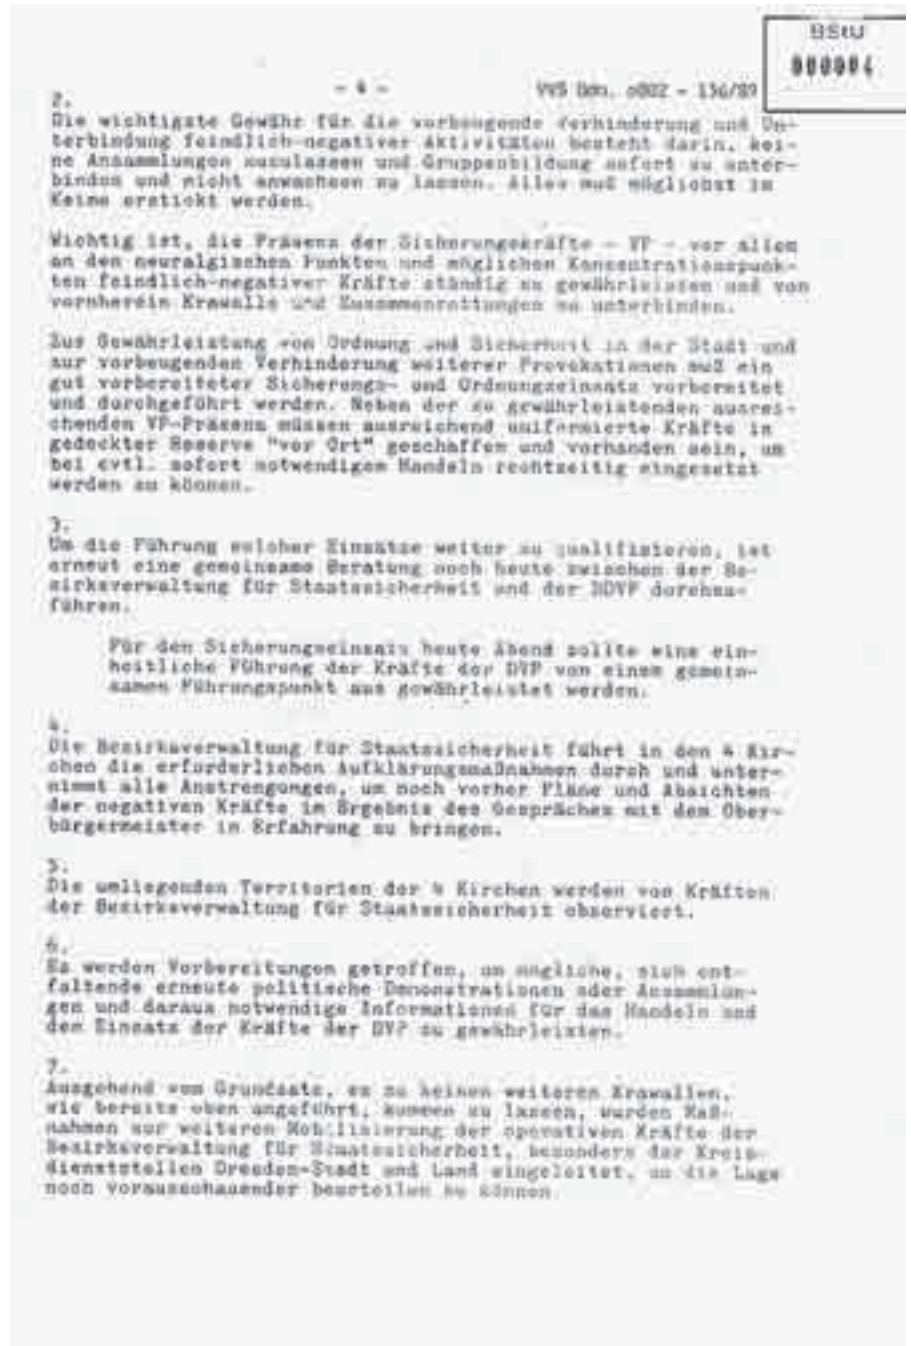 BStU
000004
- 4 -
VVS Ddn. o002 - 136/89
2.
Die wichtigste Gewähr für die vorbeugende Verhinderung und Un-
terbindung feindlich-negativer Aktivitäten besteht darin, kei-
ne Ansammlungen zuzulassen und Gruppenbildung sofort zu unter-
binden und nicht anwachsen zu lassen. Alles muß möglichst im
Keime erstickt werden.
Wichtig ist, die Präsenz der Sicherungskräfte - VP - vor allem
an den neuralgischen Punkten und möglichen Konzentrationspunk-
ten feindlich-negativer Kräfte ständig zu gewährleisten und von
vornherein Krawalle und Zusammenrottungen zu unterbinden.
Zur Gewährleistung von Ordnung und Sicherheit in der Stadt und
zur vorbeugenden Verhinderung weiterer Provokationen muß ein
gut vorbereiteter Sicherungs- und Ordnungseinsatz vorbereitet
und durchgeführt werden. Neben der zu gewährleistenden ausrei-
chenden VP-Präsenz müssen ausreichend uniformierte Kräfte in
gedeckter Reserve "vor Ort" geschaffen und vorhanden sein, um
bei evtl. sofort notwendigem Handeln rechtzeitig eingesetzt
werden zu können.
3.
Um die Führung solcher Einsätze weiter zu qualifizieren, ist
erneut eine gemeinsame Beratung noch heute zwischen der Be-
zirksverwaltung für Staatssicherheit und der BDVP durchzu-
führen.
Für den Sicherungseinsatz heute Abend sollte eine ein-
heitliche Führung der Kräfte der DVP von einem gemein-
samen Führungspunkt aus gewährleistet werden.
4.
Die Bezirksverwaltung für Staatssicherheit führt in den 4 Kir-
chen die erforderlichen Aufklärungsmaßnahmen durch und unter-
nimmt alle Anstrengungen, um noch vorher Pläne und Absichten
der negativen Kräfte im Ergebnis des Gespräches mit dem Ober-
bürgermeister in Erfahrung zu bringen.
5.
Die umliegenden Territorien der 4 Kirchen werden von Kräften
der Bezirksverwaltung für Staatssicherheit observiert.
6.
Es werden Vorbereitungen getroffen, um mögliche, sich ent-
faltende erneute politische Demonstrationen oder Ansammlun-
gen und daraus notwendige Informationen für das Handeln und
den Einsatz der Kräfte der DVP zu gewährleisten.
7.
Ausgehend vom Grundsatz, es zu keinen weiteren Krawallen,
wie bereits oben angeführt, kommen zu lassen, wurden Maß-
nahmen zur weiteren Mobilisierung der operativen Kräfte der
Bezirksverwaltung für Staatssicherheit, besonders der Kreis-
dienststellen Dresden-Stadt und Land eingeleitet, um die Lage
noch vorausschauender beurteilen zu können.